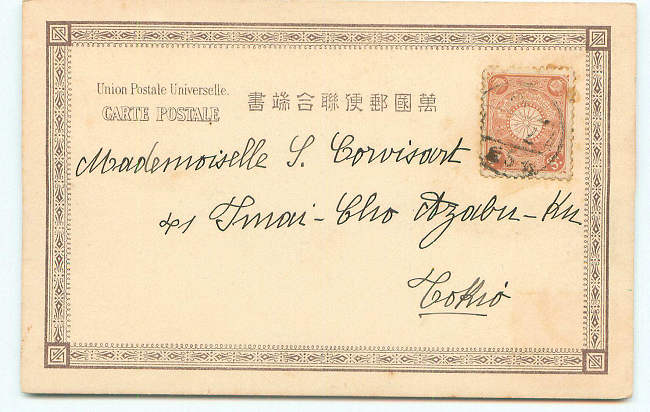 Union Postale Universelle.
CARTE POSTALE
萬國郵便聯合端書
Mademoiselle S. Corvisart
41 Imai-Cho Azabu-Ku
Tokio